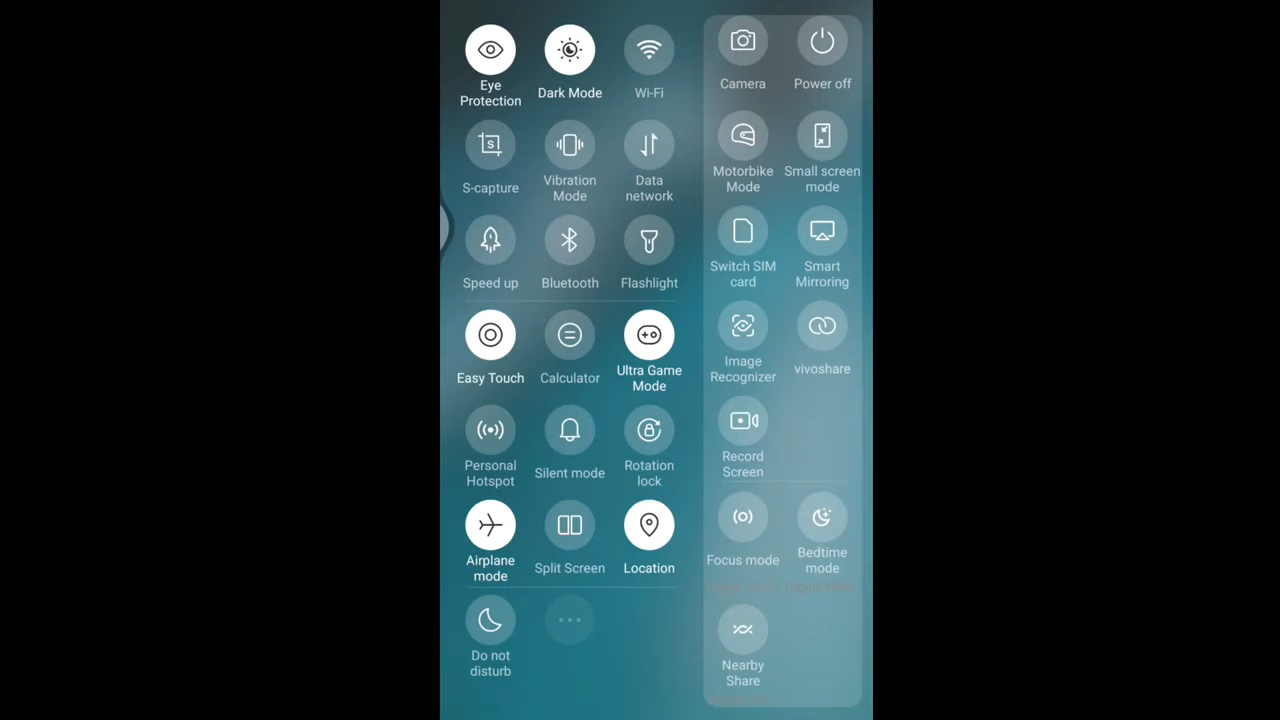 Eye
Protection
Dark Mode
Wi-Fi
S-capture
Vibration
Mode
Data
network
Speed up
Bluetooth
Flashlight
Easy Touch
Calculator
Ultra Game
Mode
Personal
Hotspot
Silent mode
Rotation
lock
Airplane
mode
Split Screen
Location
Do not
disturb
Camera
Power off
Motorbike
Mode
Small screen
mode
Switch SIM
card
Smart
Mirroring
Image
Recognizer
vivoshare
Record
Screen
Focus mode
Bedtime
mode
Nearby
Share